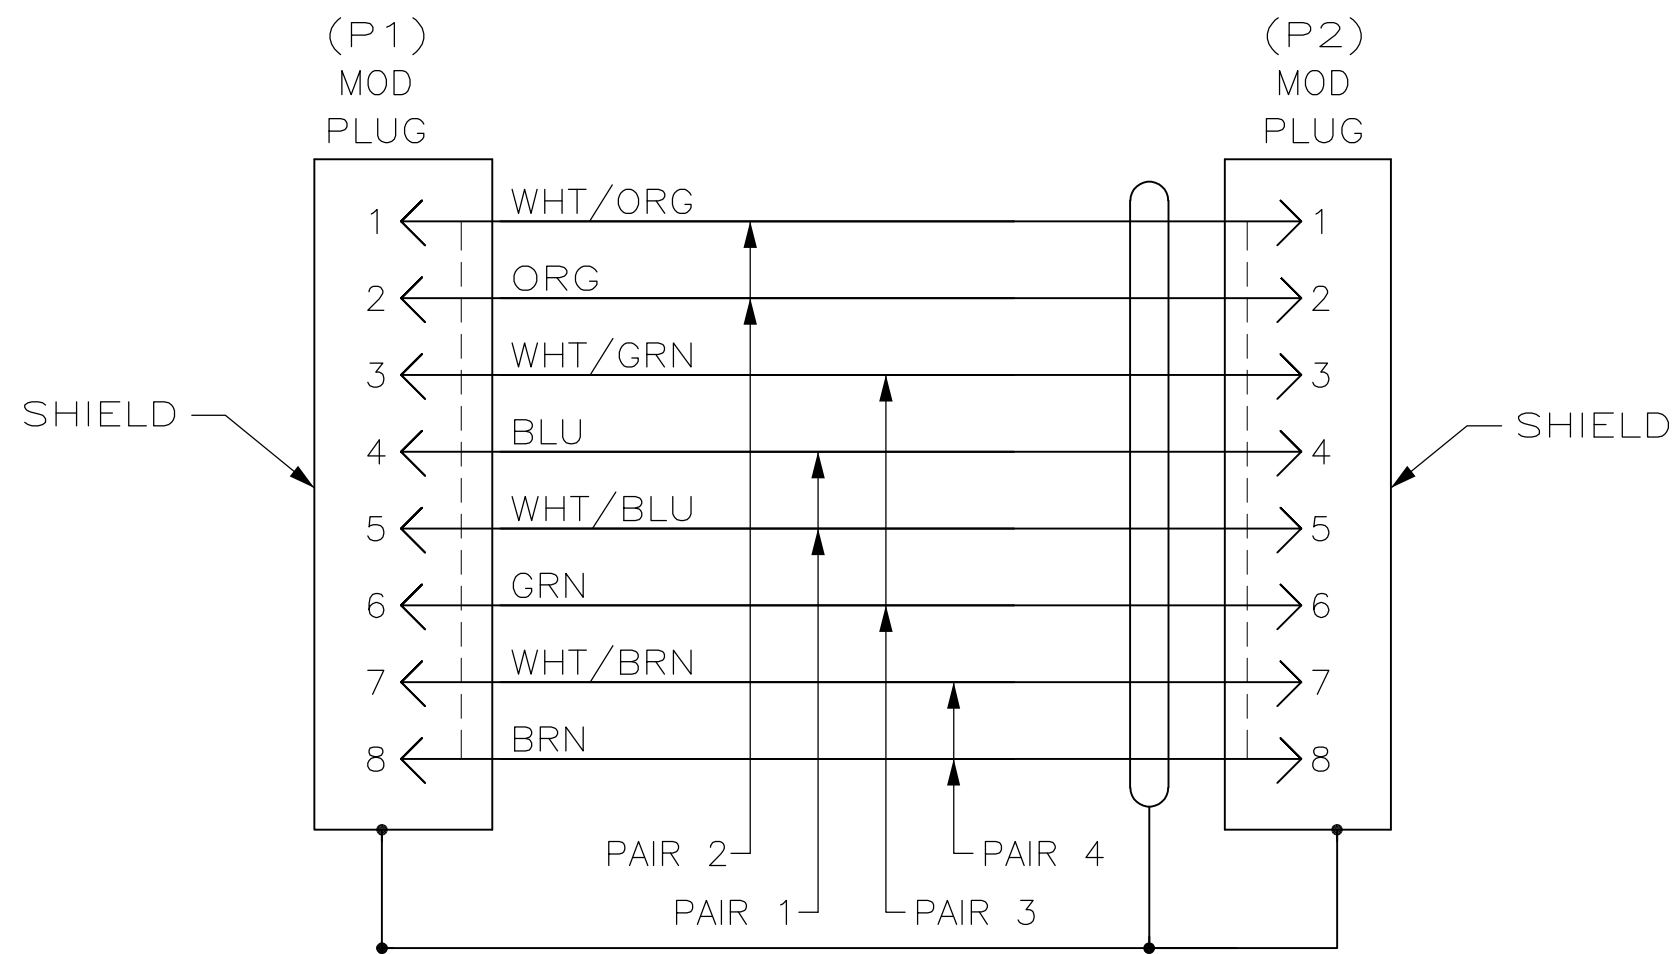 (P1)
MOD
PLUG
(P2)
MOD
PLUG
1 WHT/ORG 1
2 ORG 2
3 WHT/GRN 3
SHIELD
SHIELD
4 BLU 4
5 WHT/BLU 5
6 GRN 6
7 WHT/BRN 7
8 BRN 8
PAIR 2
PAIR 4
PAIR 1
PAIR 3